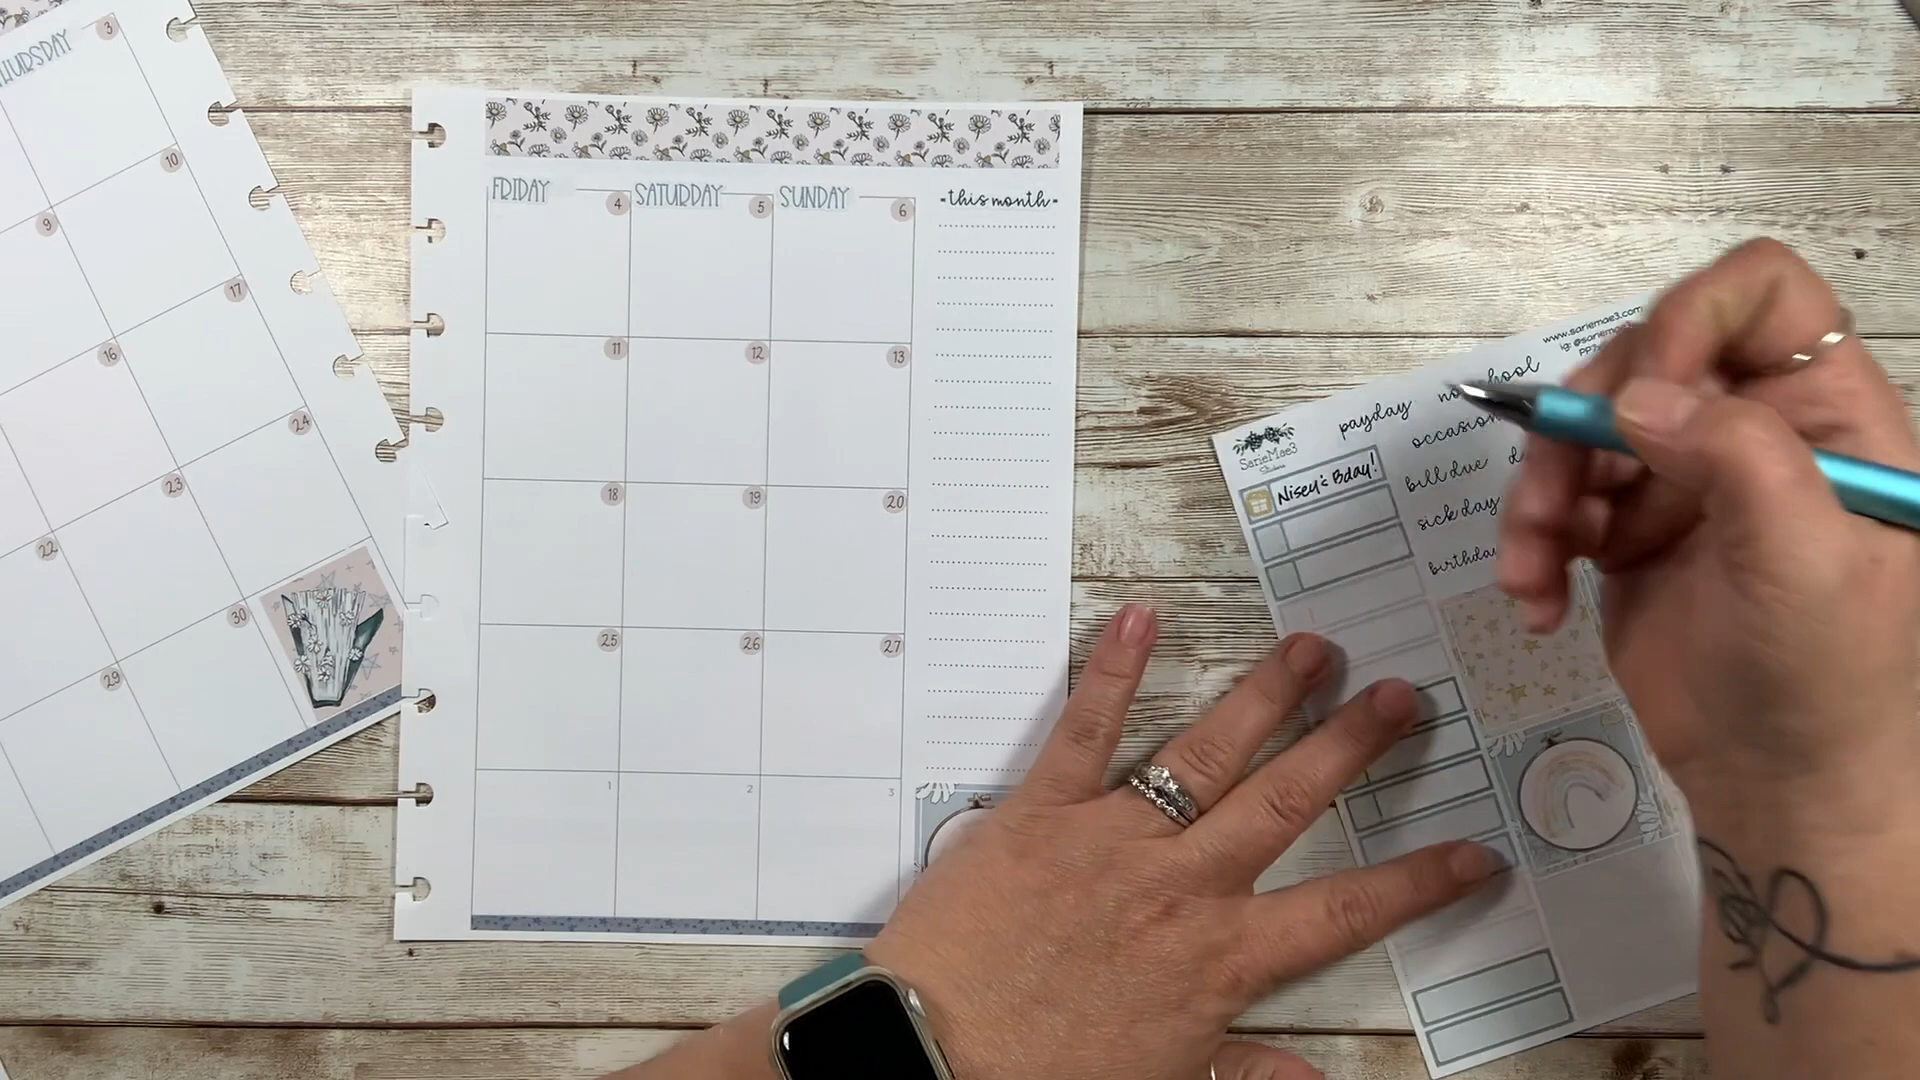 THURSDAY 3
10
9
17
16
24
23
22
30
29
FRIDAY 4 SATURDAY 5 SUNDAY 6
-this month-
11 12 13
18 19 20
25 26 27
1 2 3
www.sariemae3.com
ig: @sariemae3
SarieMae3
Stickers
payday
bill due
sick day
Nisey's Bday!